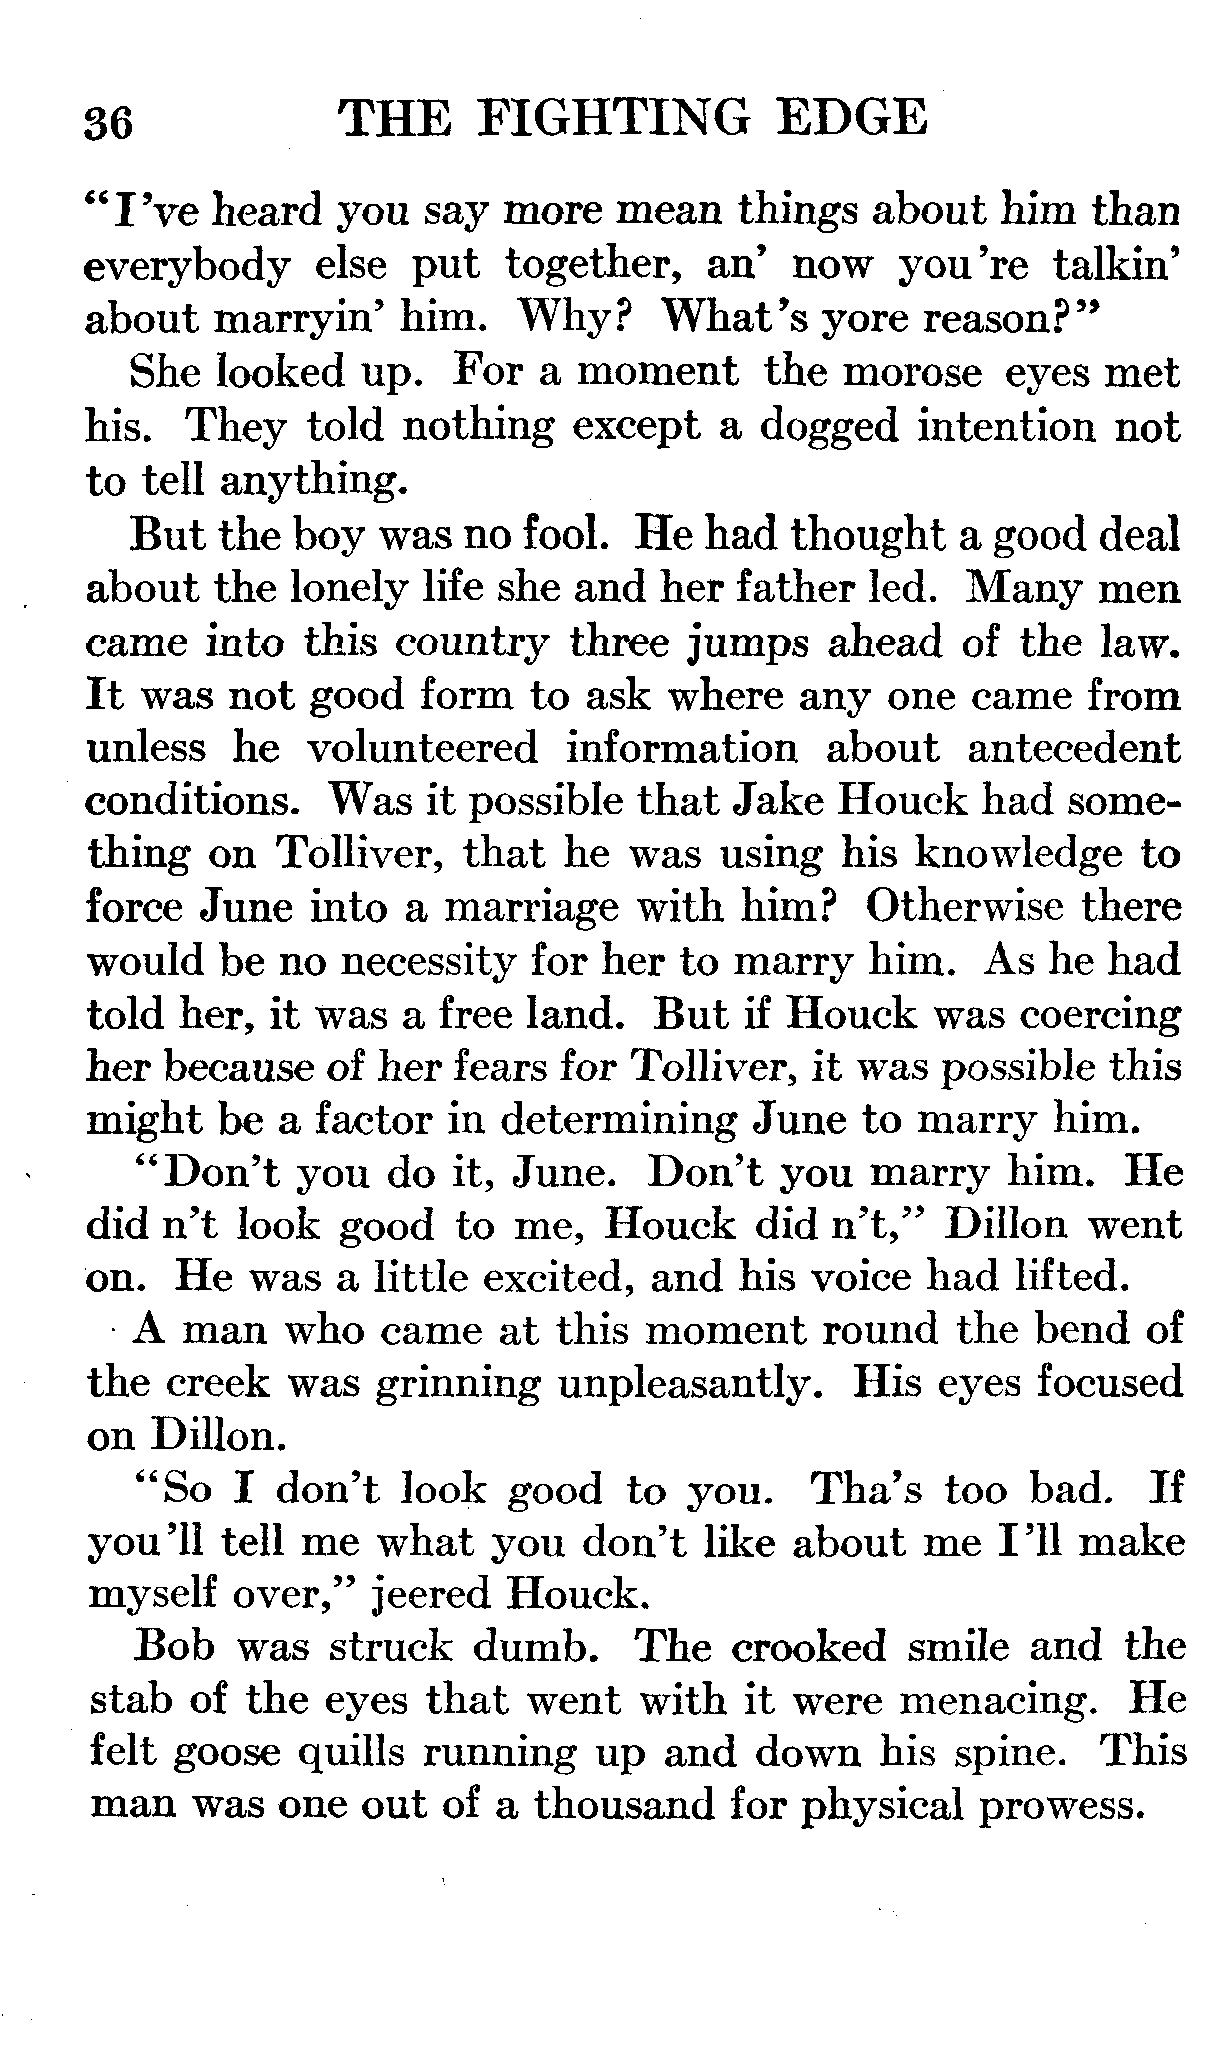 36 THE FIGHTING EDGE
“I’ve heard you say more mean things about him than
everybody else put together, an’ now you’re talkin’
about marryin’ him. Why? What’s yore reason?”
She looked up. For a moment the morose eyes met
his. They told nothing except a dogged intention not
to tell anything.
But the boy was no fool. He had thought a good deal
about the lonely life she and her father led. Many men
came into this country three jumps ahead of the law.
It was not good form to ask where any one came from
unless he volunteered information about antecedent
conditions. Was it possible that Jake Houck had some-
thing on Tolliver, that he was using his knowledge to
force June into a marriage with him? Otherwise there
would be no necessity for her to marry him. As he had
told her, it was a free land. But if Houck was coercing
her because of her fears for Tolliver, it was possible this
might be a factor in determining June to marry him.
“Don’t you do it, June. Don’t you marry him. He
did n’t look good to me, Houck did n’t,” Dillon went
on. He was a little excited, and his voice had lifted.
A man who came at this moment round the bend of
the creek was grinning unpleasantly. His eyes focused
on Dillon.
“So I don’t look good to you. Tha’s too bad. If
you’ll tell me what you don’t like about me I’ll make
myself over,” jeered Houck.
Bob was struck dumb. The crooked smile and the
stab of the eyes that went with it were menacing. He
felt goose quills running up and down his spine. This
man was one out of a thousand for physical prowess.